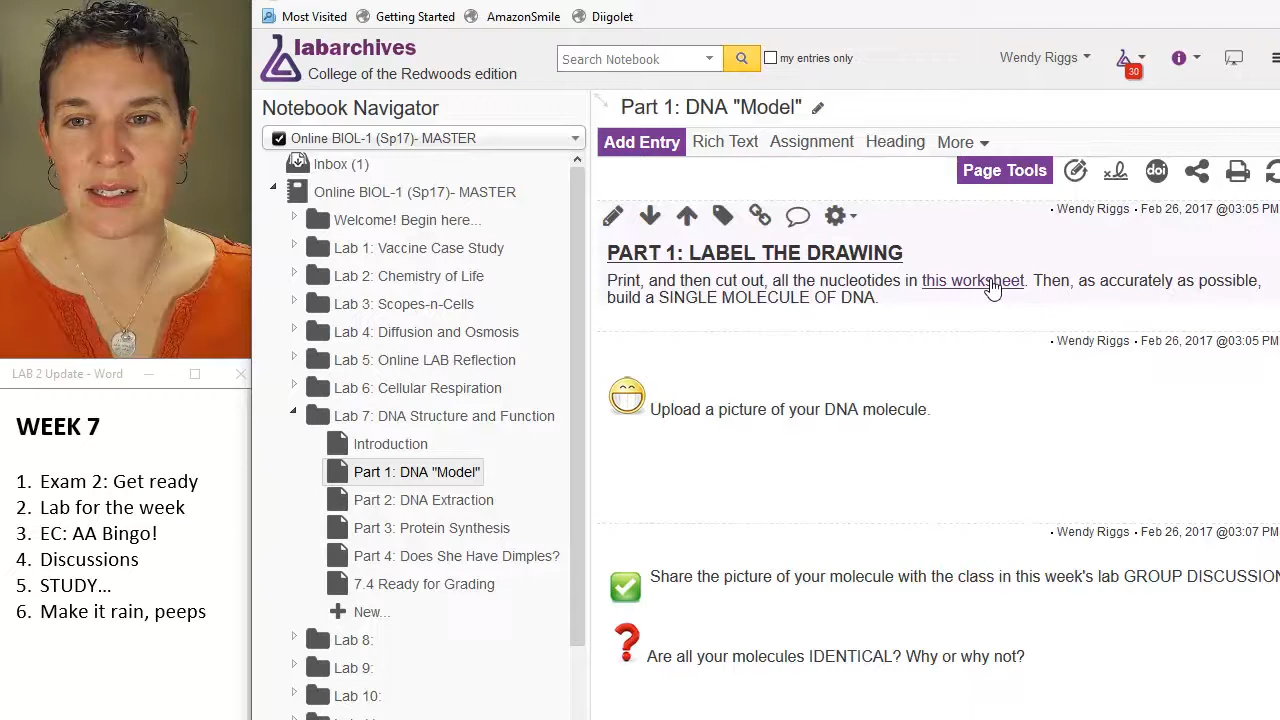 Most Visited Getting Started AmazonSmile Diigolet
labarchives
College of the Redwoods edition
Search Notebook
my entries only
Wendy Riggs
30
Notebook Navigator
Online BIOL-1 (Sp17)- MASTER
Inbox (1)
Online BIOL-1 (Sp17)- MASTER
Welcome! Begin here...
Lab 1: Vaccine Case Study
Lab 2: Chemistry of Life
Lab 3: Scopes-n-Cells
Lab 4: Diffusion and Osmosis
Lab 5: Online LAB Reflection
Lab 6: Cellular Respiration
Lab 7: DNA Structure and Function
Introduction
Part 1: DNA "Model"
Part 2: DNA Extraction
Part 3: Protein Synthesis
Part 4: Does She Have Dimples?
7.4 Ready for Grading
New...
Lab 8:
Lab 9:
Lab 10:
Part 1: DNA "Model"
Add Entry Rich Text Assignment Heading More
Page Tools
doi
• Wendy Riggs • Feb 26, 2017 @03:05 PM
PART 1: LABEL THE DRAWING
Print, and then cut out, all the nucleotides in this worksheet. Then, as accurately as possible,
build a SINGLE MOLECULE OF DNA.
• Wendy Riggs • Feb 26, 2017 @03:05 PM
Upload a picture of your DNA molecule.
• Wendy Riggs • Feb 26, 2017 @03:07 PM
Share the picture of your molecule with the class in this week's lab GROUP DISCUSSION
Are all your molecules IDENTICAL? Why or why not?
LAB 2 Update - Word
WEEK 7
1. Exam 2: Get ready
2. Lab for the week
3. EC: AA Bingo!
4. Discussions
5. STUDY...
6. Make it rain, peeps